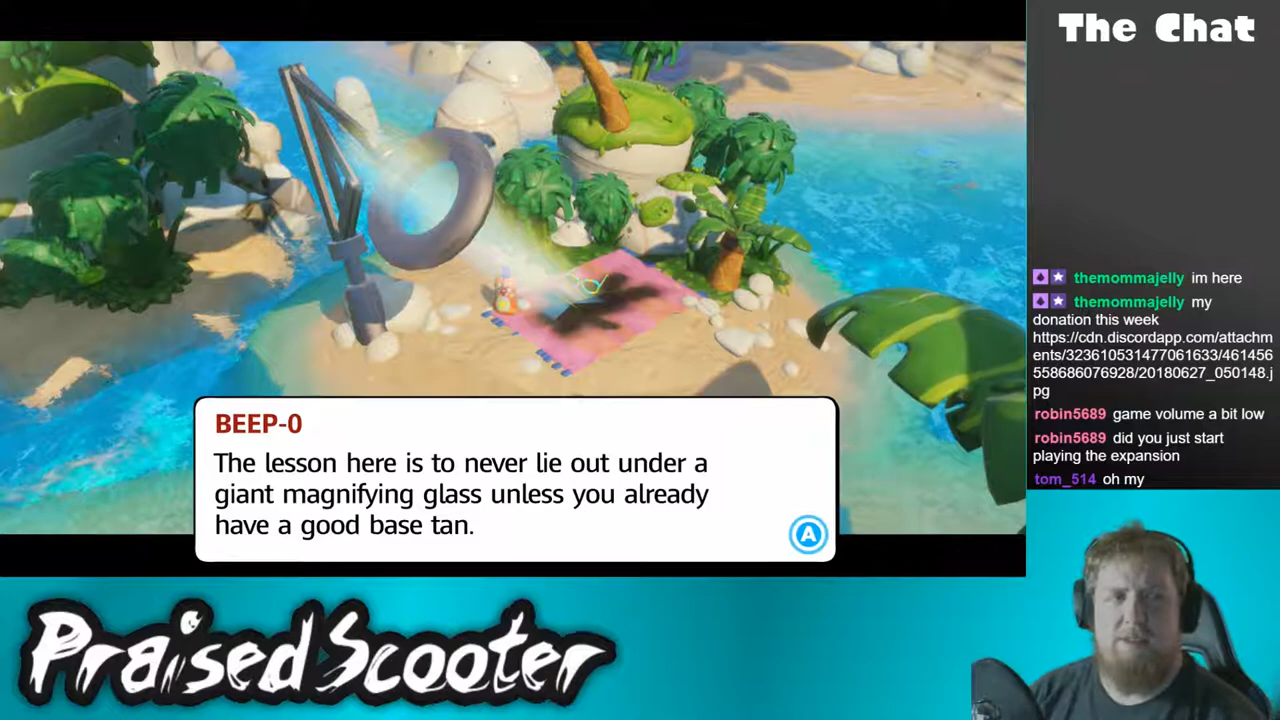 The Chat
themommajelly im here
themommajelly my
donation this week
https://cdn.discordapp.com/attachm
ents/323610531477061633/461456
558686076928/20180627_050148.j
pg
robin5689 game volume a bit low
robin5689 did you just start
playing the expansion
tom_514 oh my
BEEP-0
The lesson here is to never lie out under a
giant magnifying glass unless you already
have a good base tan.
A
PraisedScooter